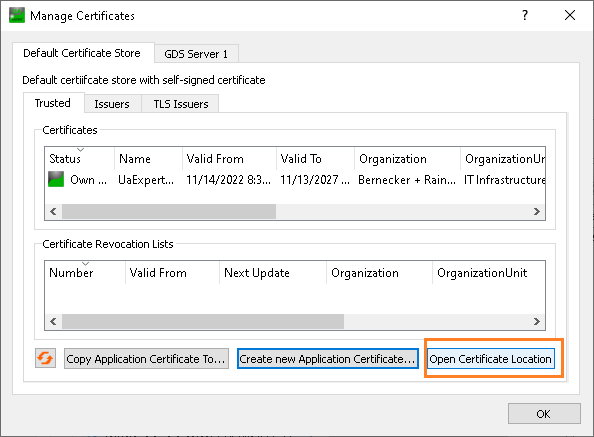 Manage Certificates
?
Default Certificate Store GDS Server 1
Default certiifcate store with self-signed certificate
Trusted Issuers TLS Issuers
Certificates
Status Name Valid From Valid To Organization OrganizationUn
Own ... UaExpert... 11/14/2022 8:3... 11/13/2027 ... Bernecker + Rain... IT Infrastructure
Certificate Revocation Lists
Number Valid From Next Update Organization OrganizationUnit
Copy Application Certificate To... Create new Application Certificate... Open Certificate Location
OK